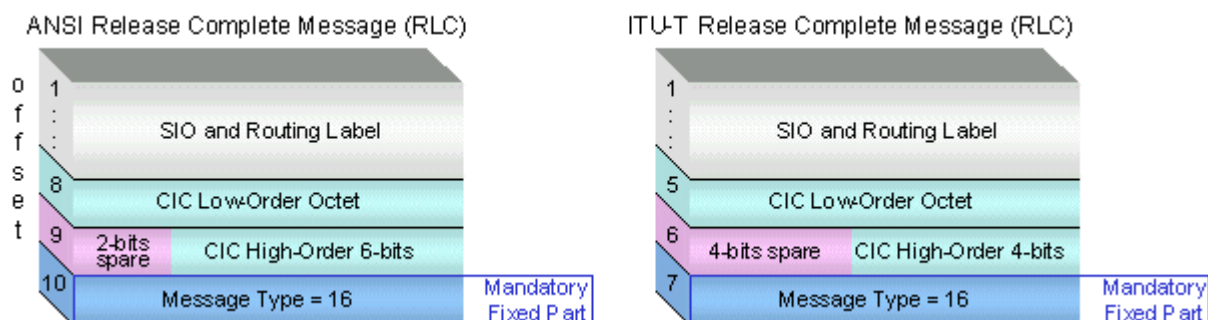 ANSI Release Complete Message (RLC)
o
f
f
s
e
t
1
:
:
SIO and Routing Label
8
CIC Low-Order Octet
9
2-bits
spare
CIC High-Order 6-bits
10
Message Type = 16
Mandatory
Fixed Part
ITU-T Release Complete Message (RLC)
1
:
:
SIO and Routing Label
5
CIC Low-Order Octet
6
4-bits spare
CIC High-Order 4-bits
7
Message Type = 16
Mandatory
Fixed Part